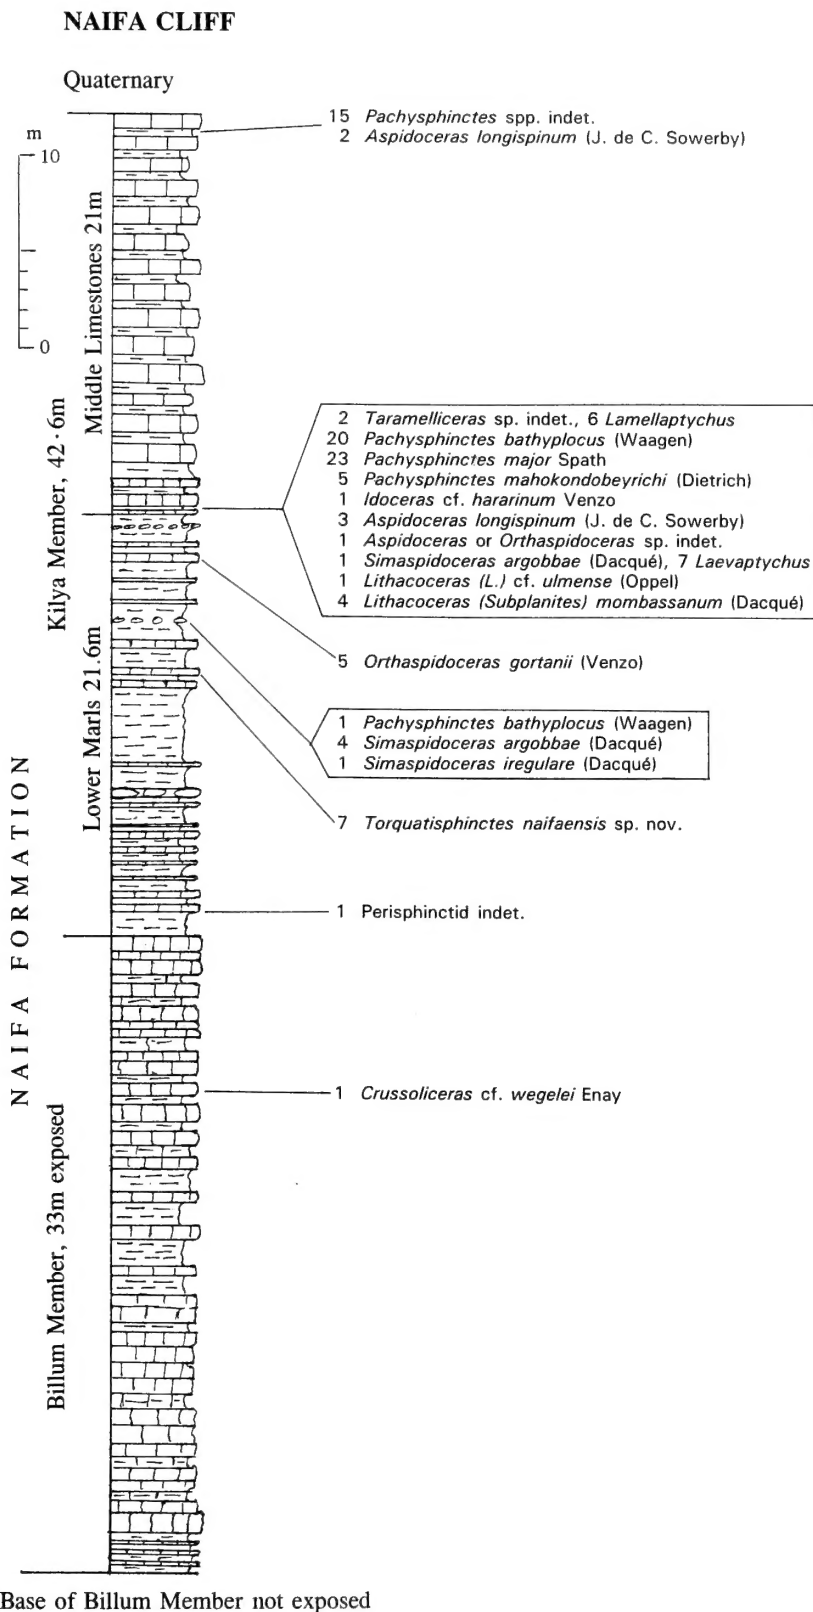 NAIFA CLIFF
Quaternary
m
10
0
Middle Limestones 21m
Kilya Member, 42·6m
Lower Marls 21.6m
NAIFA FORMATION
Billum Member, 33m exposed
15 Pachysphinctes spp. indet.
2 Aspidoceras longispinum (J. de C. Sowerby)
2 Taramelliceras sp. indet., 6 Lamellaptychus
20 Pachysphinctes bathyplocus (Waagen)
23 Pachysphinctes major Spath
5 Pachysphinctes mahokondobeyrichi (Dietrich)
1 Idoceras cf. hararinum Venzo
3 Aspidoceras longispinum (J. de C. Sowerby)
1 Aspidoceras or Orthaspidoceras sp. indet.
1 Simaspidoceras argobbae (Dacqué), 7 Laevaptychus
1 Lithacoceras (L.) cf. ulmense (Oppel)
4 Lithacoceras (Subplanites) mombassanum (Dacqué)
5 Orthaspidoceras gortanii (Venzo)
1 Pachysphinctes bathyplocus (Waagen)
4 Simaspidoceras argobbae (Dacqué)
1 Simaspidoceras iregulare (Dacqué)
7 Torquatisphinctes naifaensis sp. nov.
1 Perisphinctid indet.
1 Crussoliceras cf. wegelei Enay
Base of Billum Member not exposed